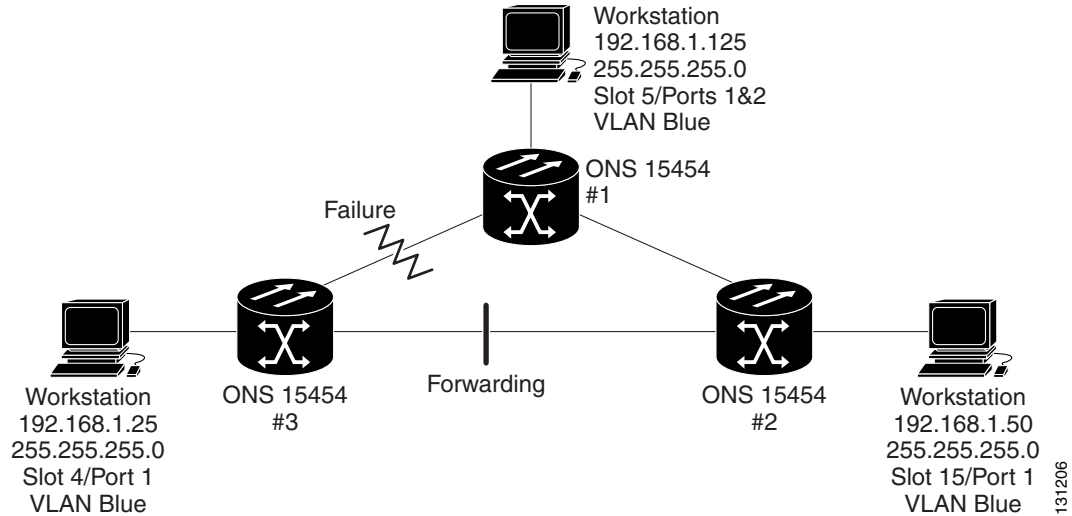 Workstation
192.168.1.125
255.255.255.0
Slot 5/Ports 1&2
VLAN Blue
ONS 15454
#1
Failure
Forwarding
ONS 15454
#3
ONS 15454
#2
Workstation
192.168.1.25
255.255.255.0
Slot 4/Port 1
VLAN Blue
Workstation
192.168.1.50
255.255.255.0
Slot 15/Port 1
VLAN Blue
131206